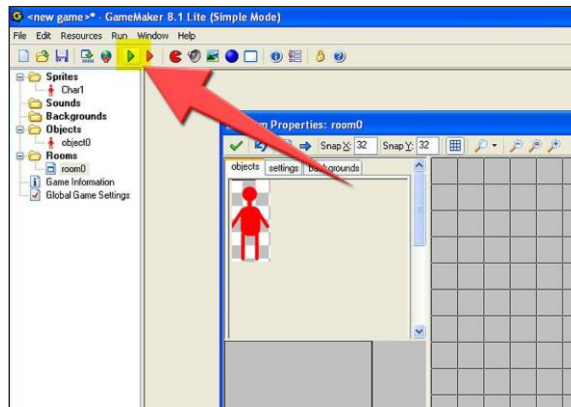 <new game>* - GameMaker 8.1 Lite (Simple Mode)
File Edit Resources Run Window Help
Sprites
Char1
Sounds
Backgrounds
Objects
object0
Rooms
room0
Game Information
Global Game Settings
Properties: room0
Snap X: 32 Snap Y: 32
objects settings backgrounds